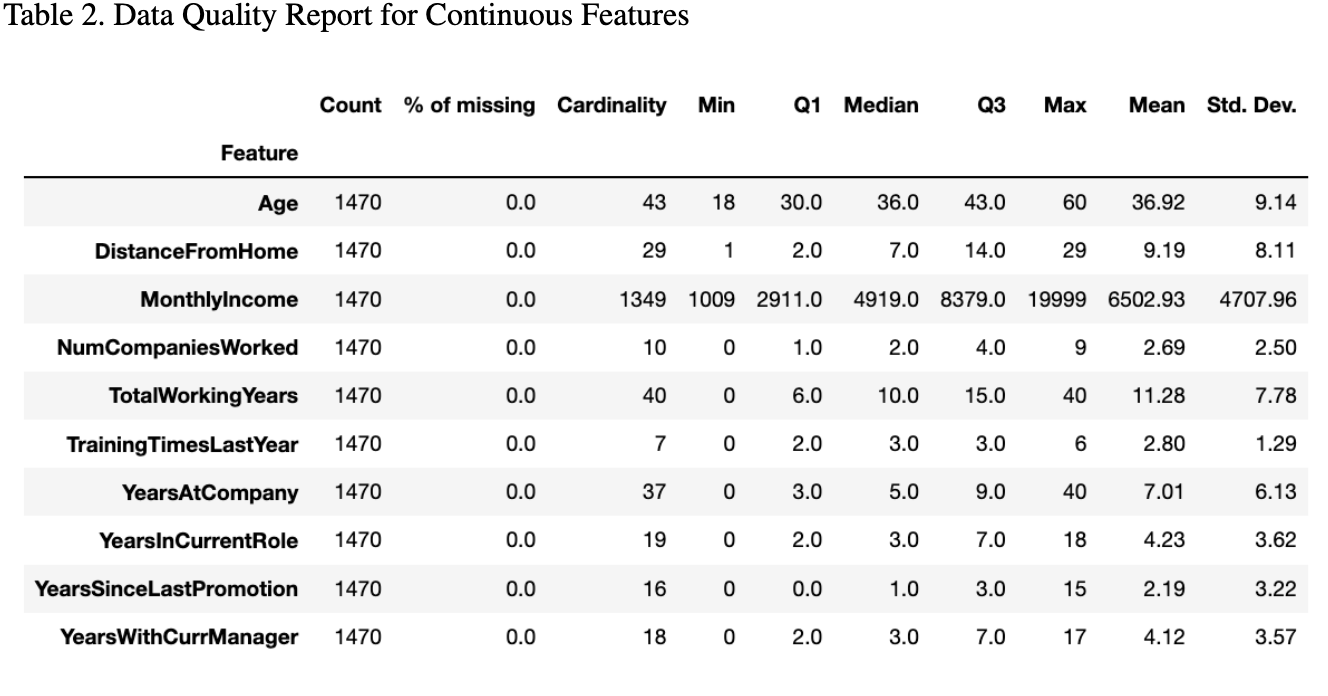 Table 2. Data Quality Report for Continuous Features
Count % of missing Cardinality Min Q1 Median Q3 Max Mean Std. Dev.
Feature
Age 1470 0.0 43 18 30.0 36.0 43.0 60 36.92 9.14
DistanceFromHome 1470 0.0 29 1 2.0 7.0 14.0 29 9.19 8.11
MonthlyIncome 1470 0.0 1349 1009 2911.0 4919.0 8379.0 19999 6502.93 4707.96
NumCompaniesWorked 1470 0.0 10 0 1.0 2.0 4.0 9 2.69 2.50
TotalWorkingYears 1470 0.0 40 0 6.0 10.0 15.0 40 11.28 7.78
TrainingTimesLastYear 1470 0.0 7 0 2.0 3.0 3.0 6 2.80 1.29
YearsAtCompany 1470 0.0 37 0 3.0 5.0 9.0 40 7.01 6.13
YearsInCurrentRole 1470 0.0 19 0 2.0 3.0 7.0 18 4.23 3.62
YearsSinceLastPromotion 1470 0.0 16 0 0.0 1.0 3.0 15 2.19 3.22
YearsWithCurrManager 1470 0.0 18 0 2.0 3.0 7.0 17 4.12 3.57